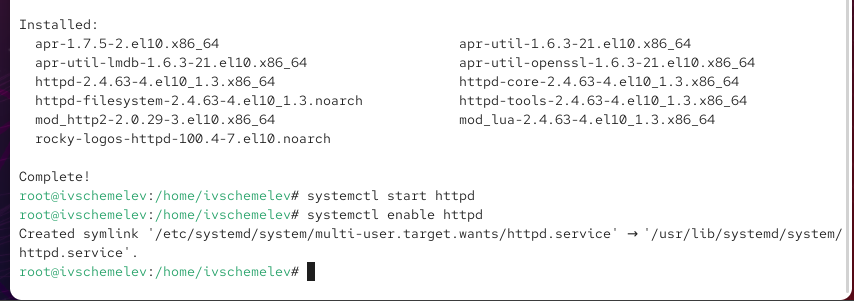 Installed:
apr-1.7.5-2.el10.x86_64 apr-util-1.6.3-21.el10.x86_64
apr-util-lmdb-1.6.3-21.el10.x86_64 apr-util-openssl-1.6.3-21.el10.x86_64
httpd-2.4.63-4.el10_1.3.x86_64 httpd-core-2.4.63-4.el10_1.3.x86_64
httpd-filesystem-2.4.63-4.el10_1.3.noarch httpd-tools-2.4.63-4.el10_1.3.x86_64
mod_http2-2.0.29-3.el10.x86_64 mod_lua-2.4.63-4.el10_1.3.x86_64
rocky-logos-httpd-100.4-7.el10.noarch
Complete!
root@ivschemelev:/home/ivschemelev# systemctl start httpd
root@ivschemelev:/home/ivschemelev# systemctl enable httpd
Created symlink '/etc/systemd/system/multi-user.target.wants/httpd.service' → '/usr/lib/systemd/system/
httpd.service'.
root@ivschemelev:/home/ivschemelev#